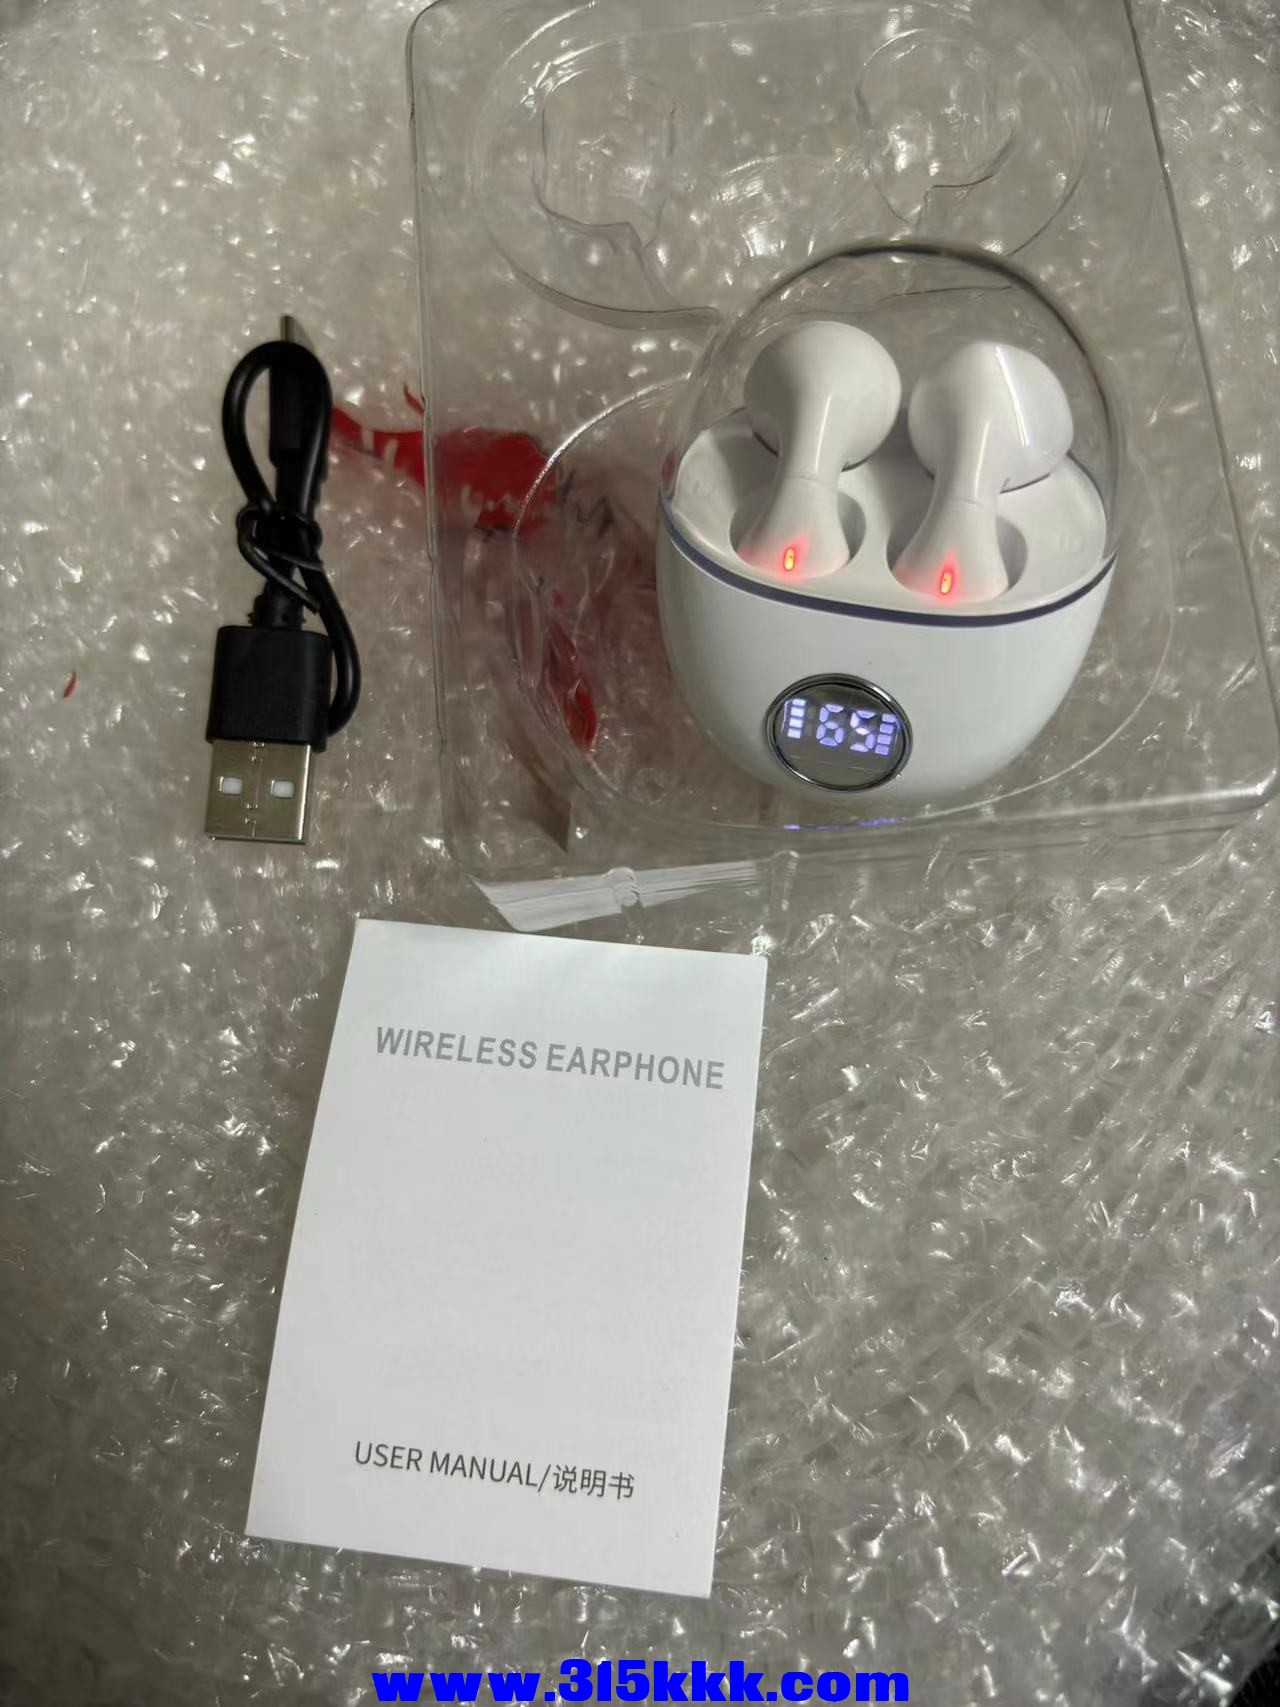 65
WIRELESS EARPHONE
USER MANUAL/说明书
www.315kkk.com